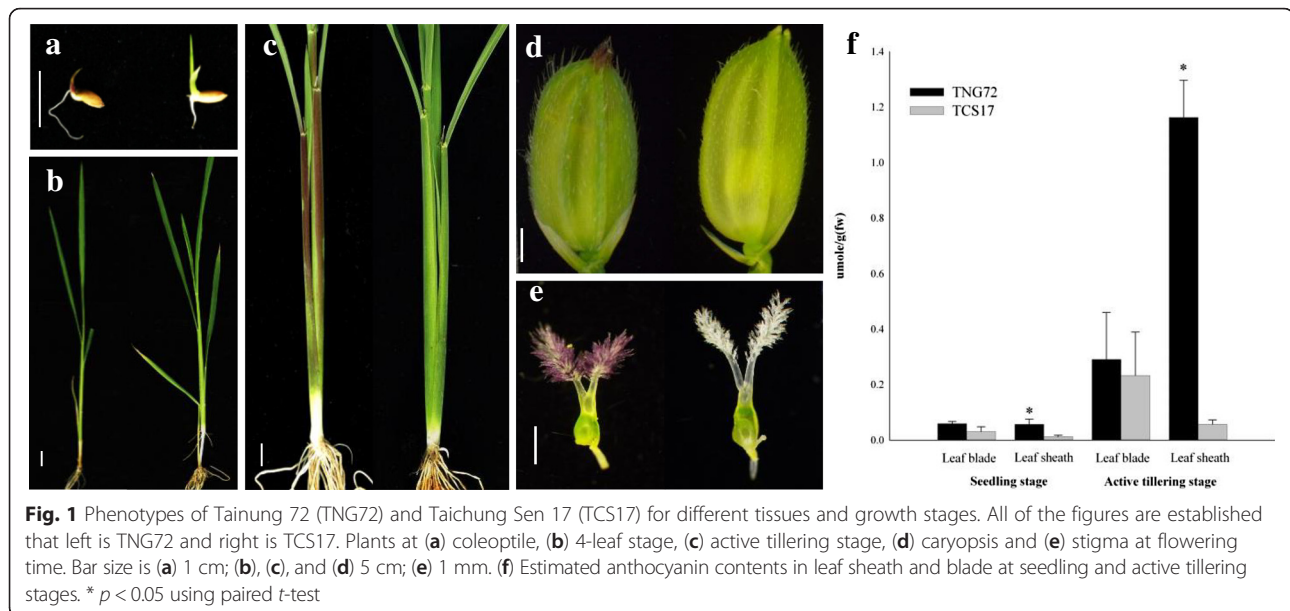 a
b
c
d
e
f
1.4
1.2
1.0
0.8
0.6
0.4
0.2
0.0
umole/g(fw)
TNG72
TCS17
*
*
Leaf blade Leaf sheath Leaf blade Leaf sheath
Seedling stage Active tillering stage
Fig. 1 Phenotypes of Tainung 72 (TNG72) and Taichung Sen 17 (TCS17) for different tissues and growth stages. All of the figures are established
that left is TNG72 and right is TCS17. Plants at (a) coleoptile, (b) 4-leaf stage, (c) active tillering stage, (d) caryopsis and (e) stigma at flowering
time. Bar size is (a) 1 cm; (b), (c), and (d) 5 cm; (e) 1 mm. (f) Estimated anthocyanin contents in leaf sheath and blade at seedling and active tillering
stages. * p < 0.05 using paired t-test